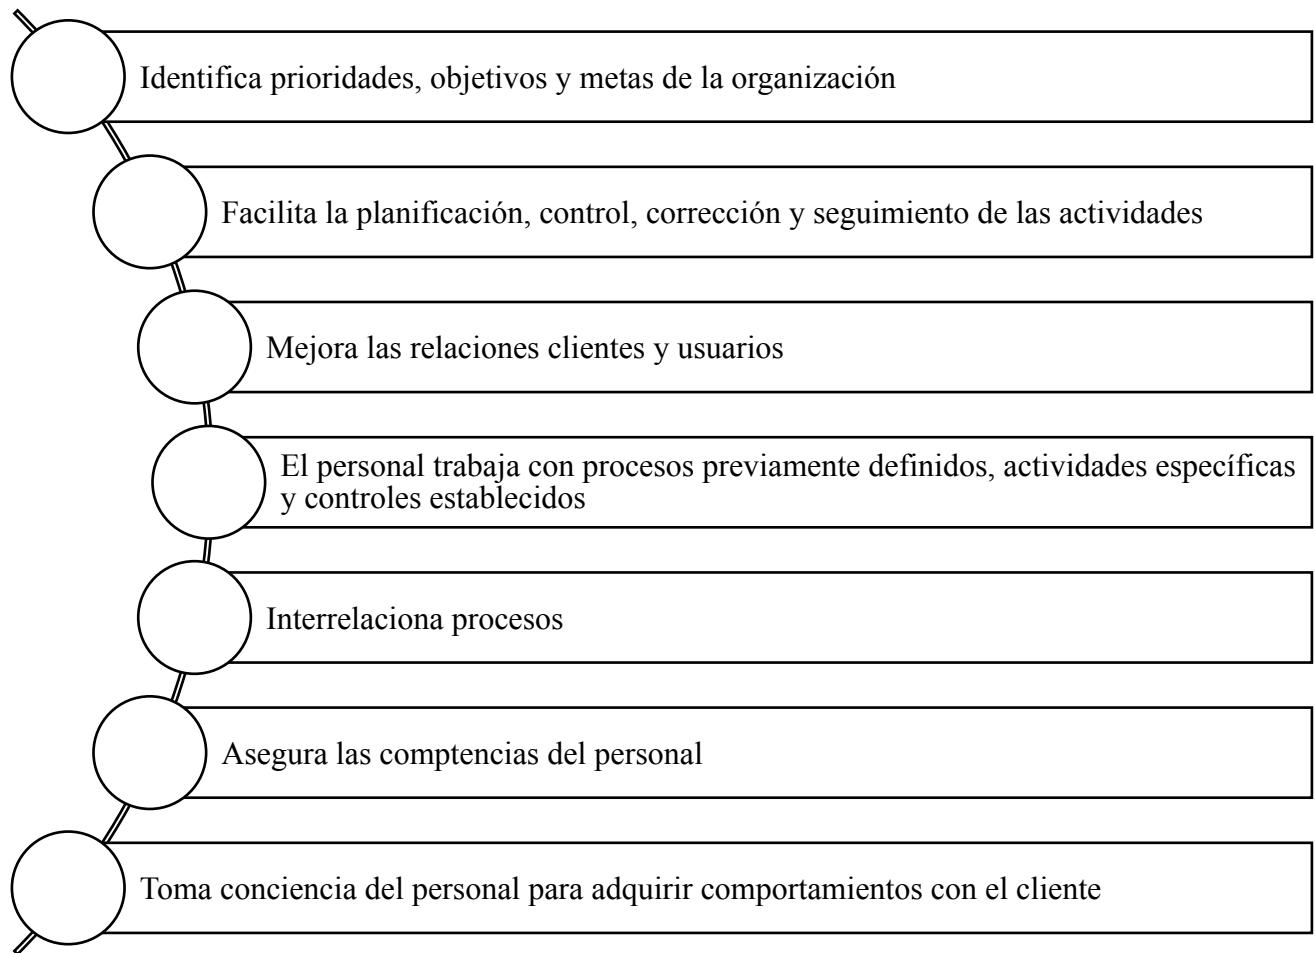 Identifica prioridades, objetivos y metas de la organización
Facilita la planificación, control, corrección y seguimiento de las actividades
Mejora las relaciones clientes y usuarios
El personal trabaja con procesos previamente definidos, actividades específicas
y controles establecidos
Interrelaciona procesos
Asegura las comptencias del personal
Toma conciencia del personal para adquirir comportamientos con el cliente